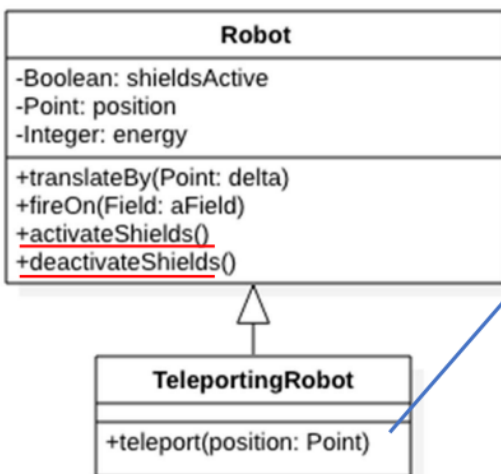 Robot
-Boolean: shieldsActive
-Point: position
-Integer: energy
+translateBy(Point: delta)
+fireOn(Field: aField)
+activateShields()
+deactivateShields()
TeleportingRobot
+teleport(position: Point)